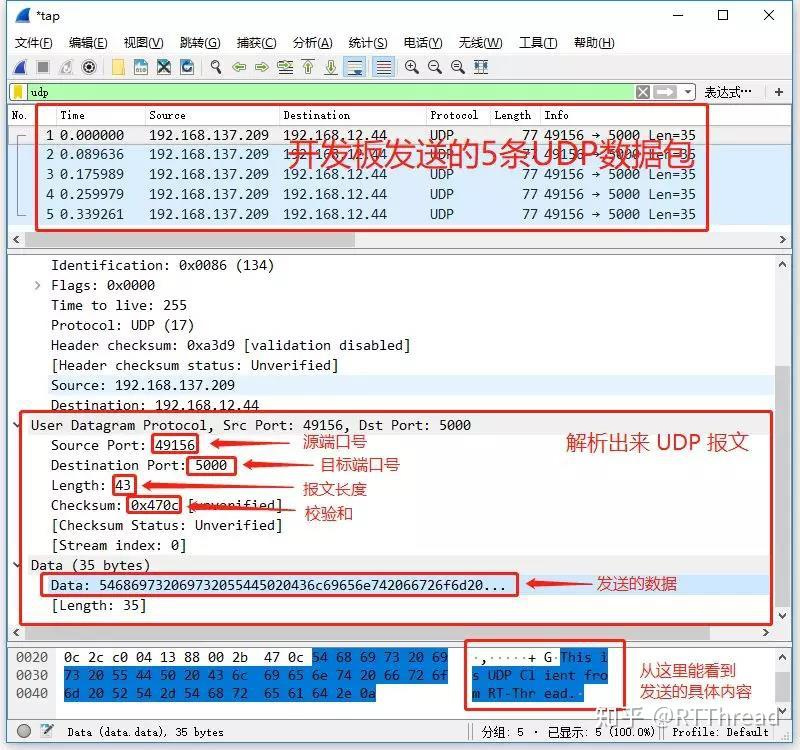 *tap
文件(F) 编辑(E) 视图(V) 跳转(G) 捕获(C) 分析(A) 统计(S) 电话(Y) 无线(W) 工具(T) 帮助(H)
udp 表达式… +
No. Time Source Destination Protocol Length Info
1 0.000000 192.168.137.209 192.168.12.44 UDP 77 49156 → 5000 Len=35
2 0.089636 192.168.137.209 192.168.12.44 UDP 77 49156 → 5000 Len=35
开发板发送的5条UDP数据包
3 0.175989 192.168.137.209 192.168.12.44 UDP 77 49156 → 5000 Len=35
4 0.259979 192.168.137.209 192.168.12.44 UDP 77 49156 → 5000 Len=35
5 0.339261 192.168.137.209 192.168.12.44 UDP 77 49156 → 5000 Len=35
Identification: 0x0086 (134)
Flags: 0x0000
Time to live: 255
Protocol: UDP (17)
Header checksum: 0xa3d9 [validation disabled]
[Header checksum status: Unverified]
Source: 192.168.137.209
Destination: 192.168.12.44
User Datagram Protocol, Src Port: 49156, Dst Port: 5000
Source Port: 49156 源端口号 解析出来 UDP 报文
Destination Port: 5000 目标端口号
Length: 43 报文长度
Checksum: 0x470c [unverified] 校验和
[Checksum Status: Unverified]
[Stream index: 0]
Data (35 bytes)
Data: 546869732069732055445020436c69656e742066726f6d20... 发送的数据
[Length: 35]
0020 0c 2c c0 04 13 88 00 2b 47 0c 54 68 69 73 20 69 ·,·····+ G·This i
0030 73 20 55 44 50 20 43 6c 69 65 6e 74 20 66 72 6f s UDP Cl ient fro
0040 6d 20 52 54 2d 54 68 72 65 61 64 2e 0a m RT-Thr ead.·
从这里能看到
发送的具体内容
知乎 @RTThread
Data (data.data), 35 bytes 分组: 5 · 已显示: 5 (100.0%) Profile: Default